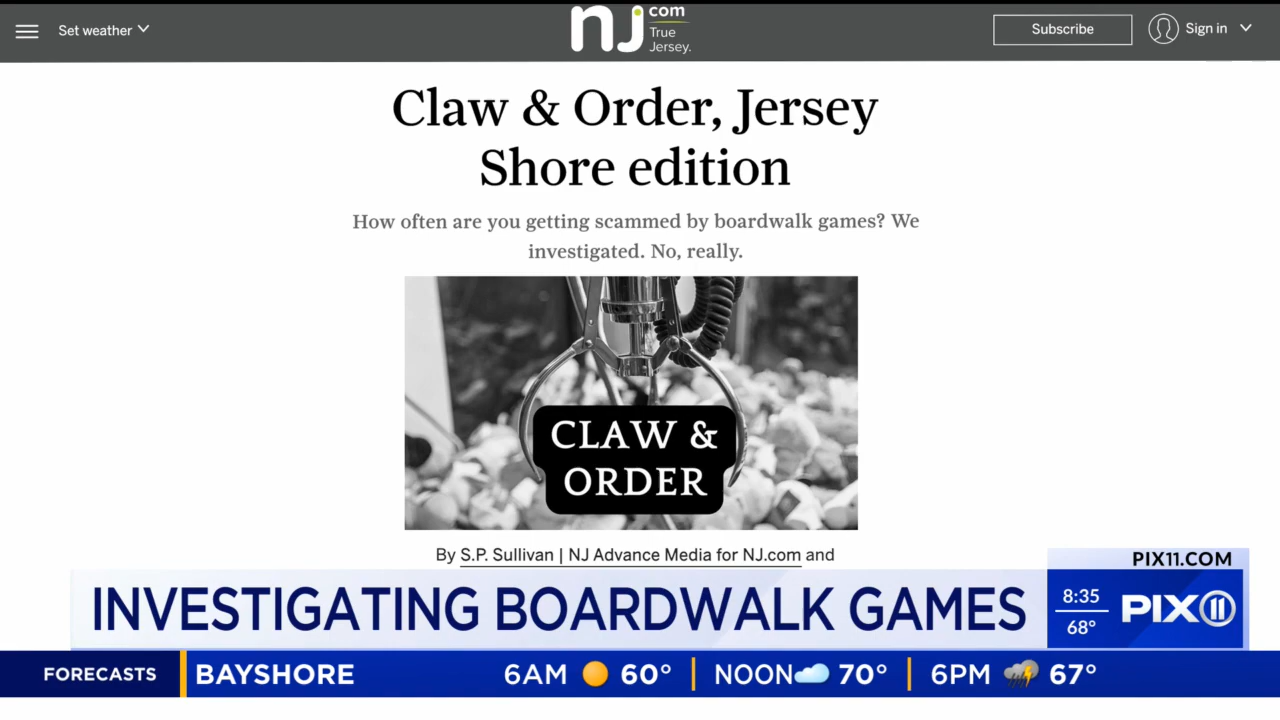 Set weather
nj.com
True
Jersey.
Subscribe
Sign in
Claw & Order, Jersey
Shore edition
How often are you getting scammed by boardwalk games? We
investigated. No, really.
CLAW &
ORDER
By S.P. Sullivan | NJ Advance Media for NJ.com and
PIX11.COM
INVESTIGATING BOARDWALK GAMES
8:35
68°
PIX11
FORECASTS BAYSHORE 6AM 60° NOON 70° 6PM 67°